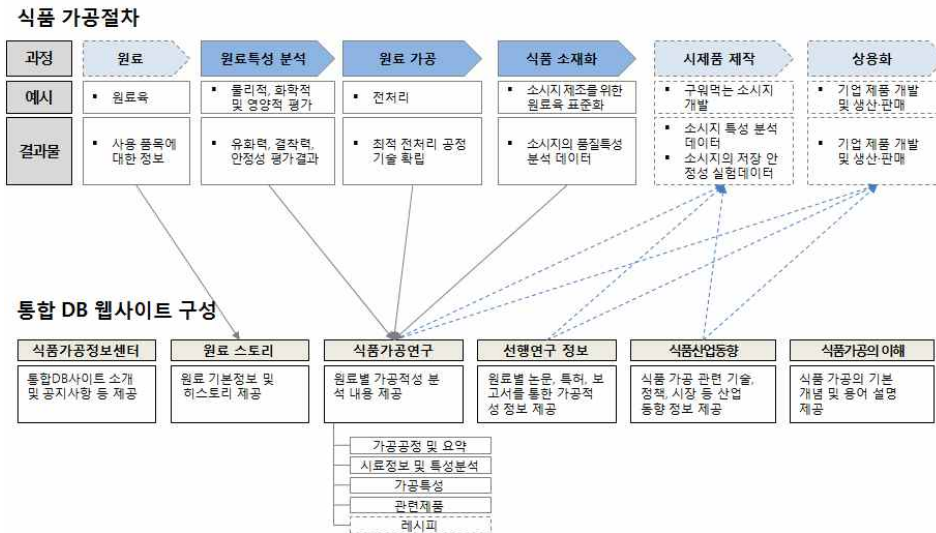 식품 가공절차
과정
원료
원료특성 분석
원료 가공
식품 소재화
시제품 제작
상용화
예시
▪ 원료육
▪ 물리적, 화학적
및 영양적 평가
▪ 전처리
▪ 소시지 제조를 위한
원료육 표준화
▪ 구워먹는 소시지
개발
▪ 기업 제품 개발
및 생산·판매
결과물
▪ 사용 품목에
대한 정보
▪ 유화력, 결착력,
안정성 평가결과
▪ 최적 전처리 공정
기술 확립
▪ 소시지의 품질특성
분석 데이터
▪ 소시지 특성 분석
데이터
▪ 소시지의 저장 안
정성 실험데이터
▪ 기업 제품 개발
및 생산·판매
통합 DB 웹사이트 구성
식품가공정보센터
원료 스토리
식품가공연구
선행연구 정보
식품산업동향
식품가공의 이해
통합DB사이트 소개
및 공지사항 등 제공
원료 기본정보 및
히스토리 제공
원료별 가공적성 분
석 내용 제공
원료별 논문, 특허, 보
고서를 통한 가공적
성 정보 제공
식품 가공 관련 기술,
정책, 시장 등 산업
동향 정보 제공
식품 가공의 기본
개념 및 용어 설명
제공
가공공정 및 요약
시료정보 및 특성분석
가공특성
관련제품
레시피